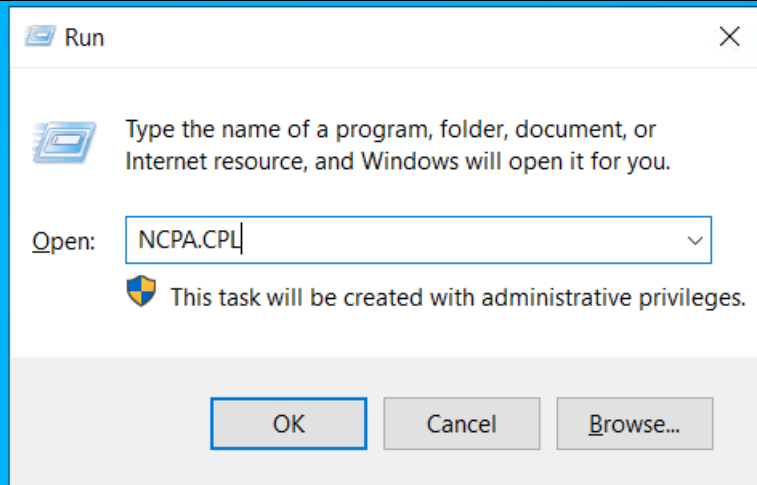 Run
Type the name of a program, folder, document, or
Internet resource, and Windows will open it for you.
Open: NCPA.CPL
This task will be created with administrative privileges.
OK Cancel Browse...